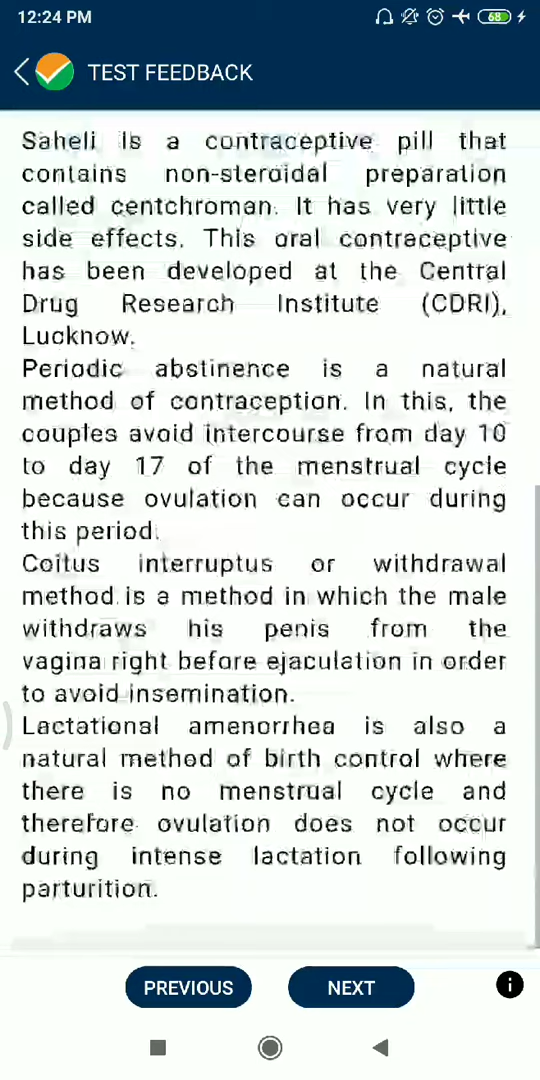 12:24 PM
68
TEST FEEDBACK
Saheli is a contraceptive pill that
contains non-steroidal preparation
called centchroman. It has very little
side effects. This oral contraceptive
has been developed at the Central
Drug Research Institute (CDRI),
Lucknow.
Periodic abstinence is a natural
method of contraception. In this, the
couples avoid intercourse from day 10
to day 17 of the menstrual cycle
because ovulation can occur during
this period.
Coitus interruptus or withdrawal
method is a method in which the male
withdraws his penis from the
vagina right before ejaculation in order
to avoid insemination.
Lactational amenorrhea is also a
natural method of birth control where
there is no menstrual cycle and
therefore ovulation does not occur
during intense lactation following
parturition.
PREVIOUS
NEXT